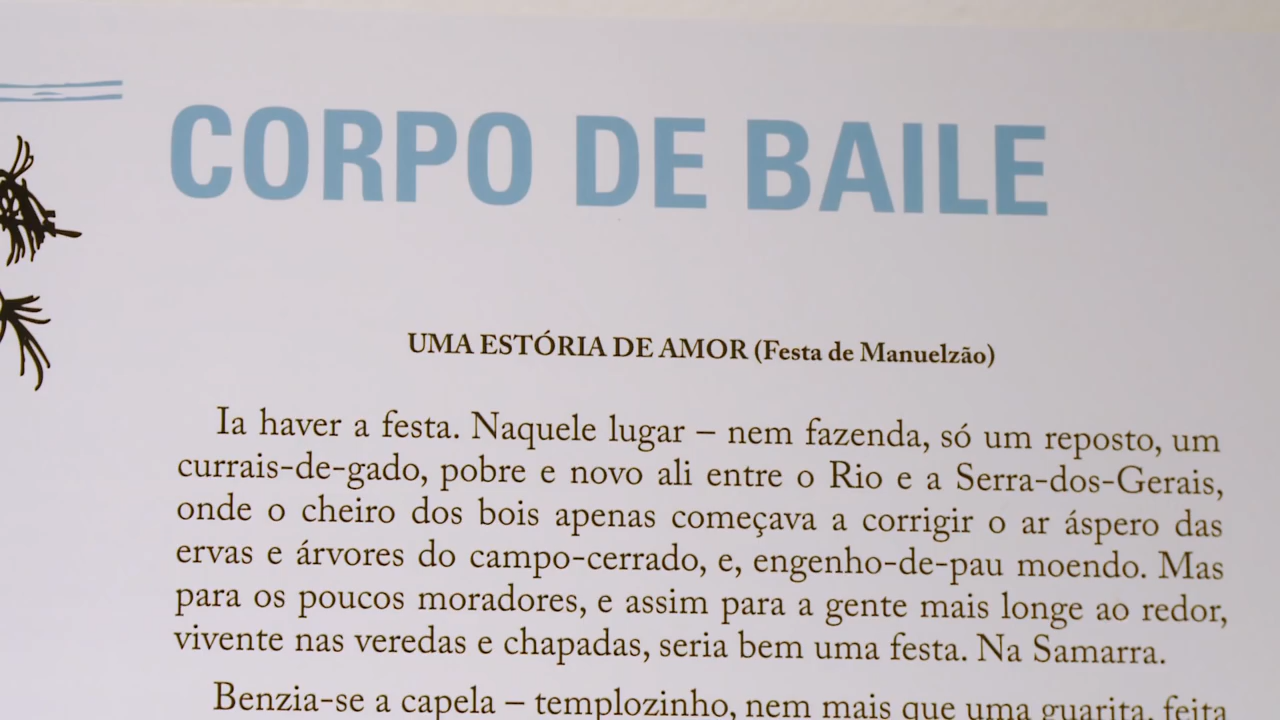 CORPO DE BAILE
UMA ESTÓRIA DE AMOR (Festa de Manuelzão)
Ia haver a festa. Naquele lugar – nem fazenda, só um reposto, um
currais-de-gado, pobre e novo ali entre o Rio e a Serra-dos-Gerais,
onde o cheiro dos bois apenas começava a corrigir o ar áspero das
ervas e árvores do campo-cerrado, e, engenho-de-pau moendo. Mas
para os poucos moradores, e assim para a gente mais longe ao redor,
vivente nas veredas e chapadas, seria bem uma festa. Na Samarra.
Benzia-se a capela – templozinho, nem mais que uma guarita, feita